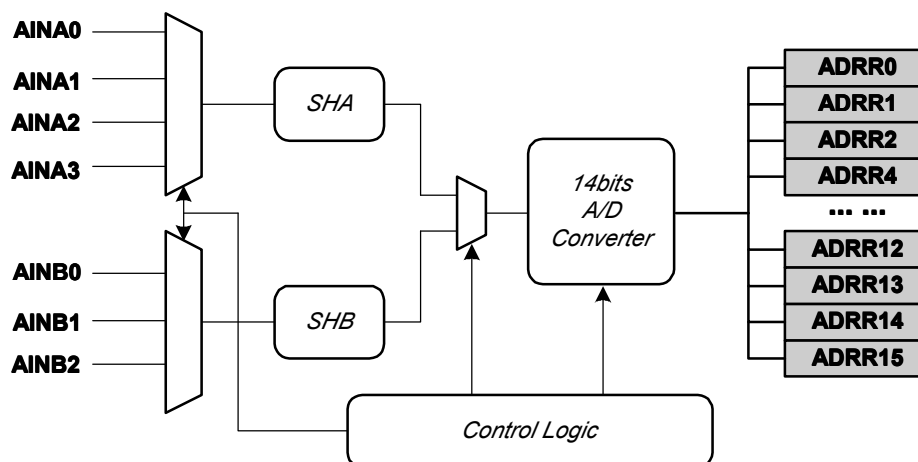 AINA0
AINA1
AINA2
AINA3
SHA
AINB0
AINB1
AINB2
SHB
14bits
A/D
Converter
Control Logic
ADRR0
ADRR1
ADRR2
ADRR4
... ...
ADRR12
ADRR13
ADRR14
ADRR15